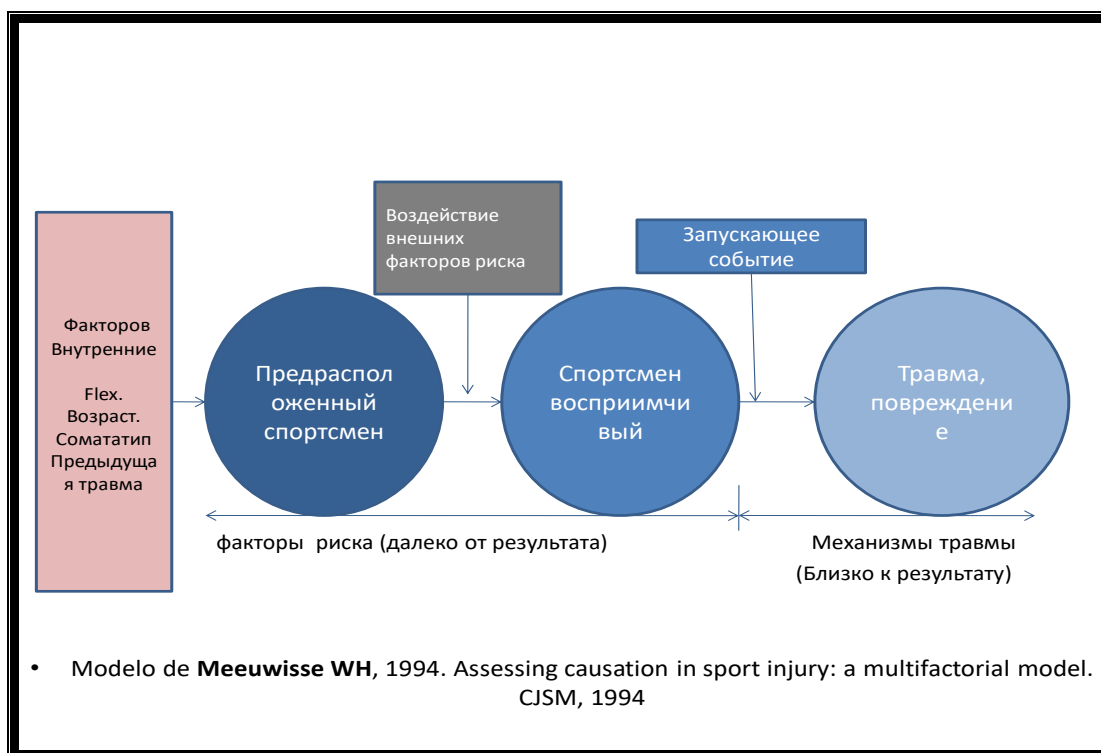 Факторов
Внутренние
Flex.
Возраст.
Сомататип
Предыдуща
я травма
Предраспол
оженный
спортсмен
Воздействие
внешних
факторов риска
Спортсмен
восприимчи
вый
Запускающее
событие
Травма,
повреждени
е
факторы риска (далеко от результата)
Механизмы травмы
(Близко к результату)
• Modelo de Meeuwisse WH, 1994. Assessing causation in sport injury: a multifactorial model.
CJSM, 1994